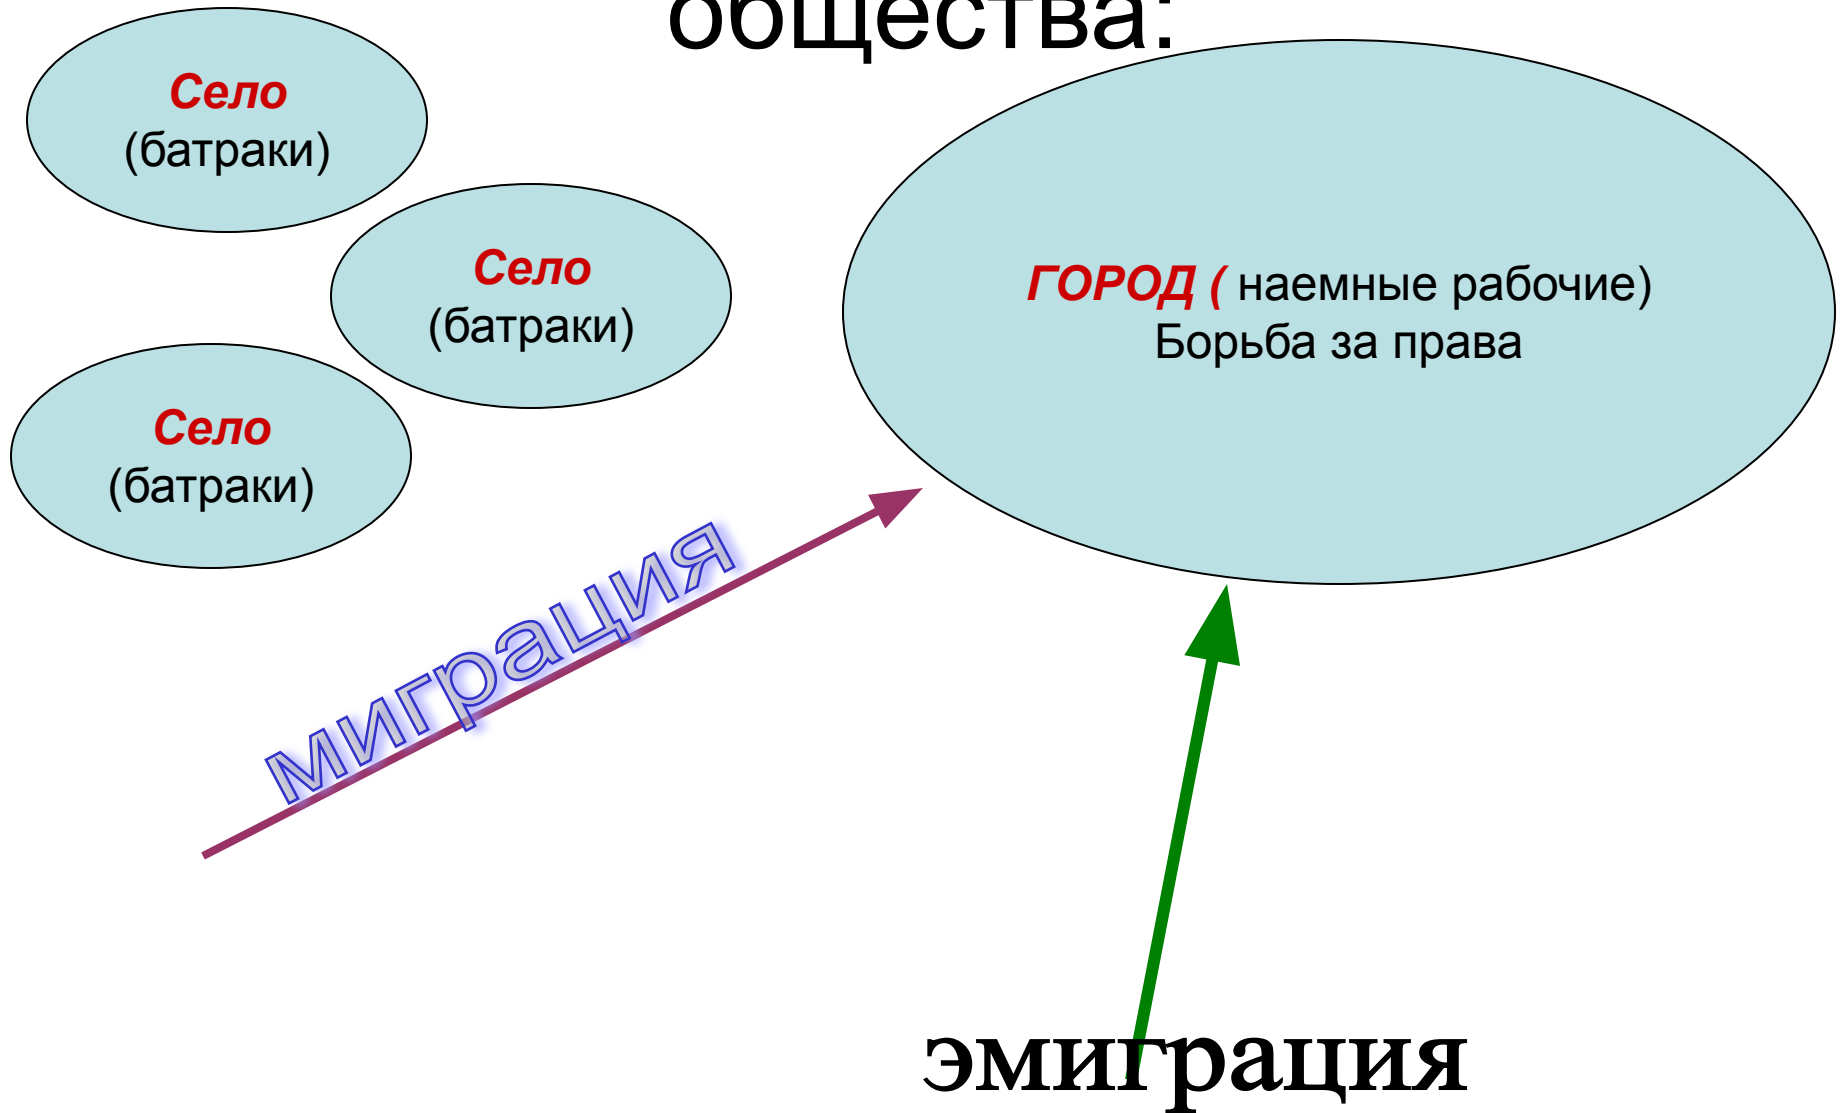 общества:
Село
(батраки)
Село
(батраки)
Село
(батраки)
ГОРОД ( наемные рабочие)
Борьба за права
миграция
эмиграция